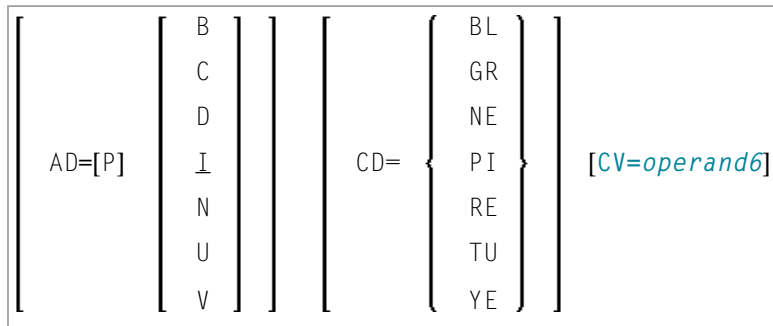 B BL
C GR
D NE
AD=[P] I CD= PI [CV=operand6]
N RE
U TU
V YE